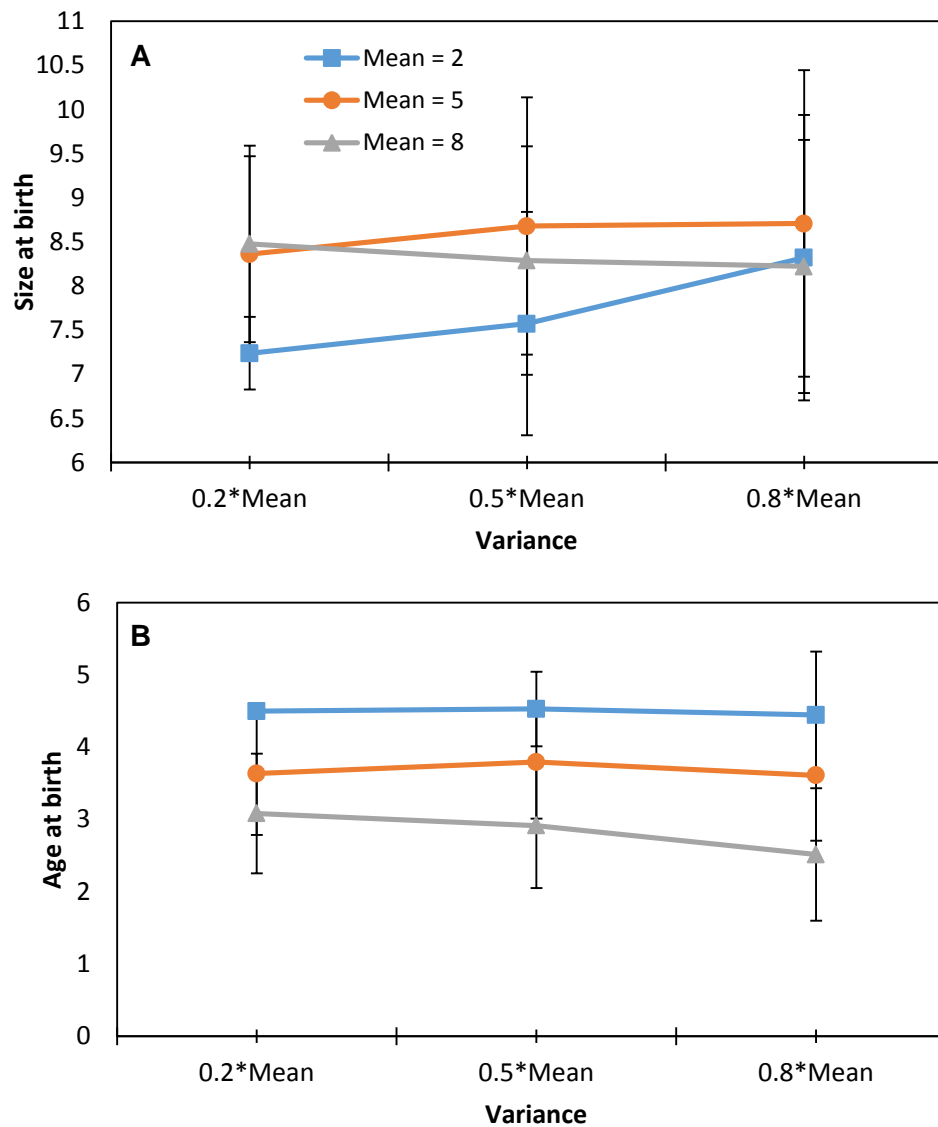 A
Mean = 2
Mean = 5
Mean = 8
11
10.5
10
9.5
9
8.5
8
7.5
7
6.5
6
Size at birth
0.2*Mean 0.5*Mean 0.8*Mean
Variance
B
6
5
4
3
2
1
0
Age at birth
0.2*Mean 0.5*Mean 0.8*Mean
Variance